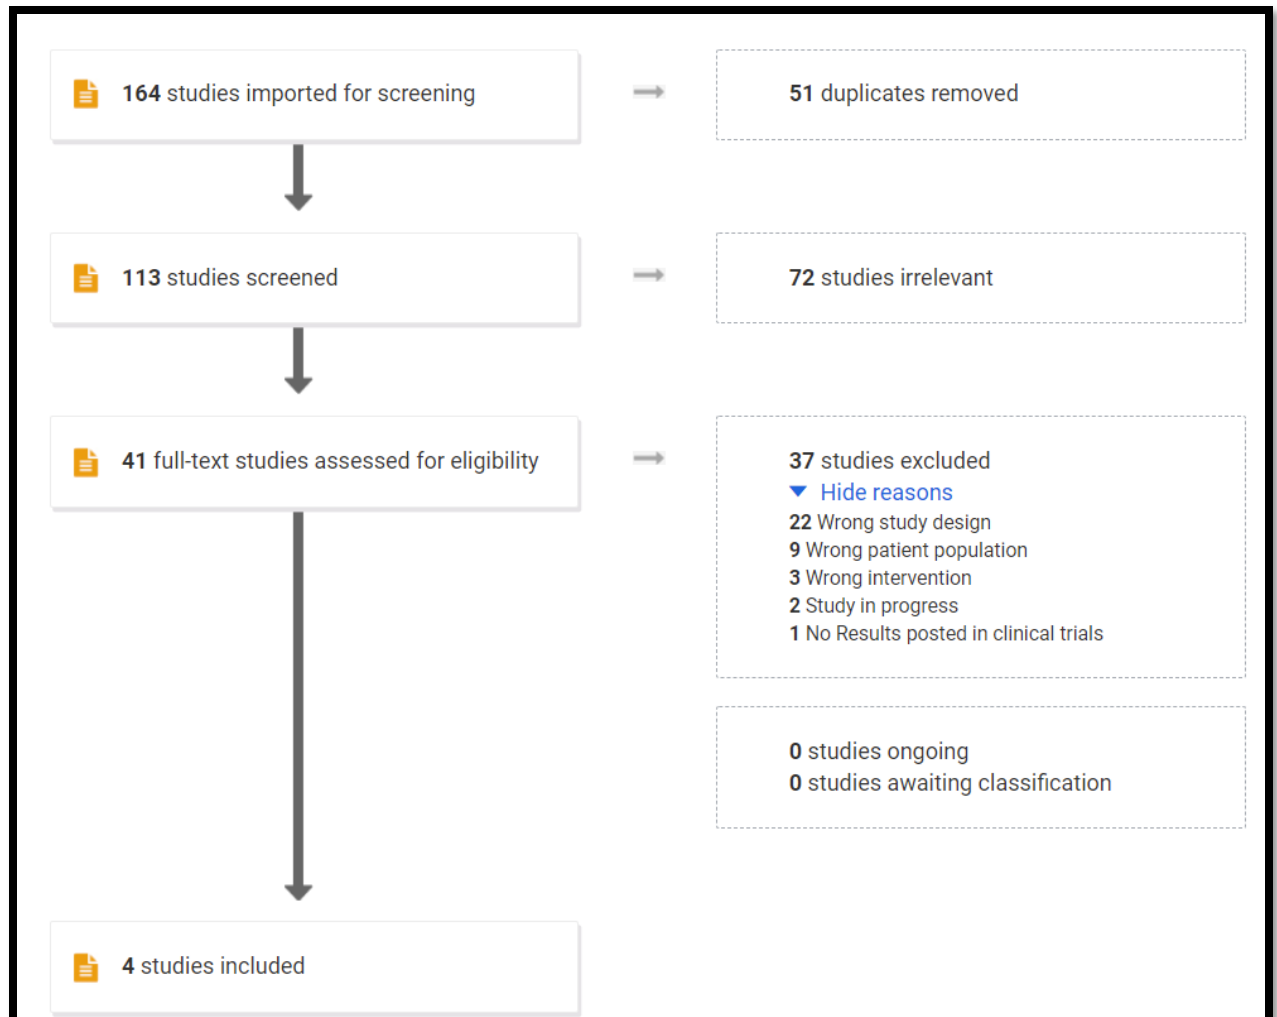 164 studies imported for screening
51 duplicates removed
113 studies screened
72 studies irrelevant
41 full-text studies assessed for eligibility
37 studies excluded
Hide reasons
22 Wrong study design
9 Wrong patient population
3 Wrong intervention
2 Study in progress
1 No Results posted in clinical trials
0 studies ongoing
0 studies awaiting classification
4 studies included